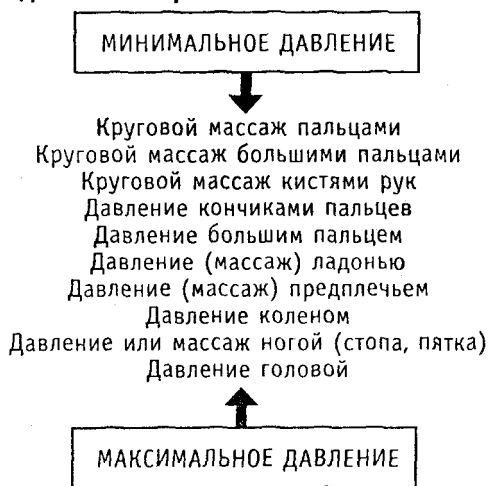 МИНИМАЛЬНОЕ ДАВЛЕНИЕ
Круговой массаж пальцами
Круговой массаж большими пальцами
Круговой массаж кистями рук
Давление кончиками пальцев
Давление большим пальцем
Давление (массаж) ладонью
Давление (массаж) предплечьем
Давление коленом
Давление или массаж ногой (стопа, пятка)
Давление головой
МАКСИМАЛЬНОЕ ДАВЛЕНИЕ